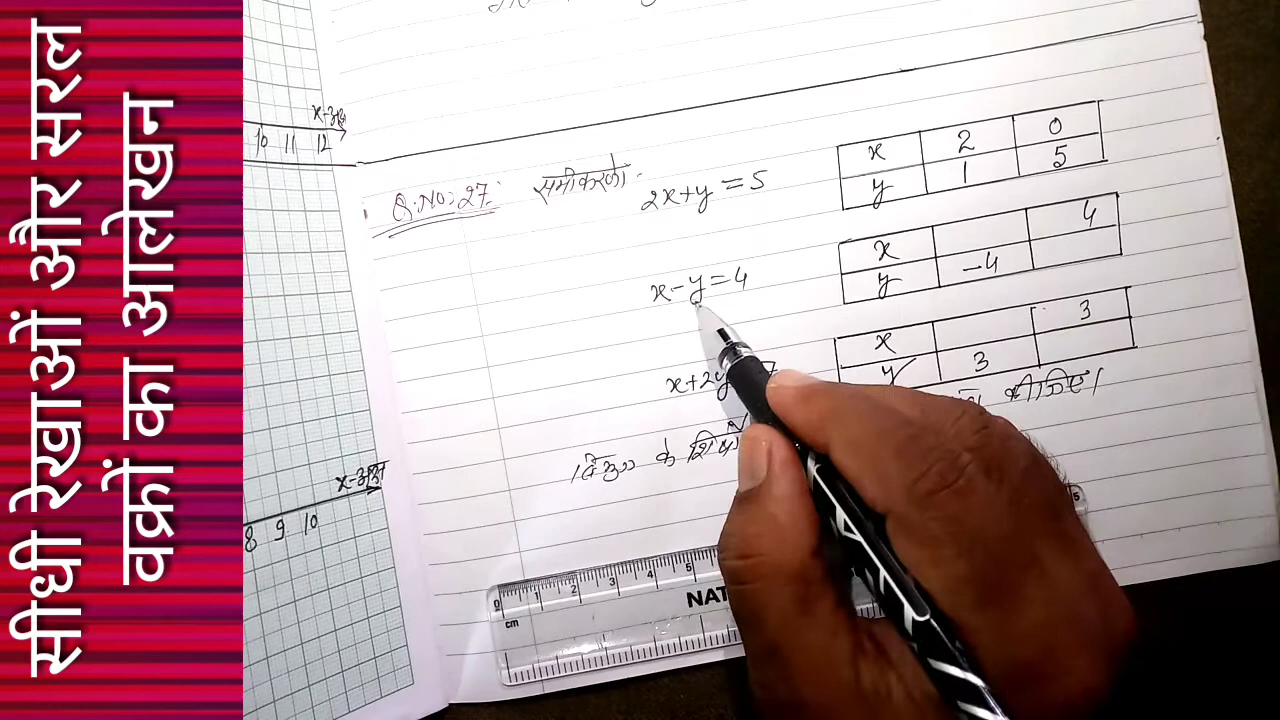 सीधी रेखाओं और सरल
वक्रों का आलेखन
x-अक्ष
10 11 12
x-अक्ष
8 9 10
Q.No:27. समीकरणों
2x+y=5
x 2 0
y 1 5
x-y=4
x 4
y -4
x+2y
x 3
y 3
त्रिभुज के
कीजिए।
0 1 2 3 4 5
cm
NAT